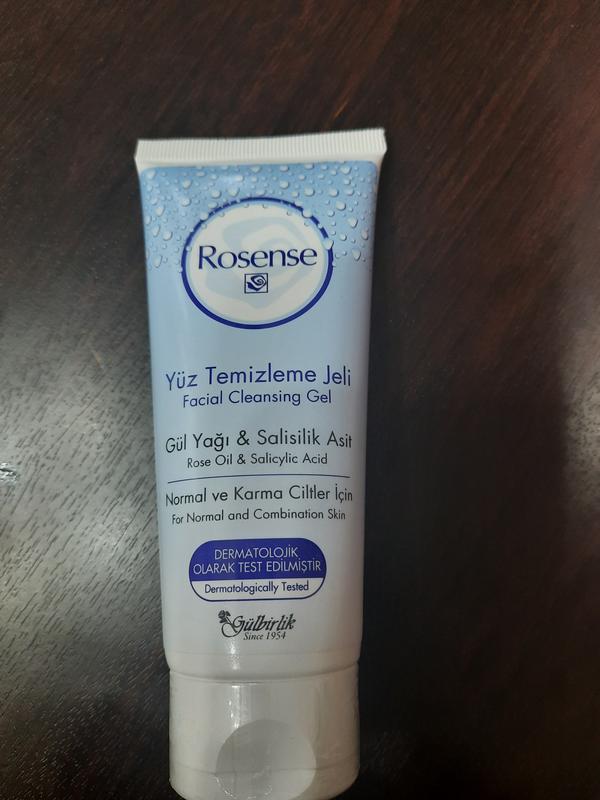 Rosense
Yüz Temizleme Jeli
Facial Cleansing Gel
Gül Yağı & Salisilik Asit
Rose Oil & Salicylic Acid
Normal ve Karma Ciltler İçin
For Normal and Combination Skin
DERMATOLOJİK
OLARAK TEST EDİLMİŞTİR
Dermatologically Tested
Gülbirlik
Since 1954